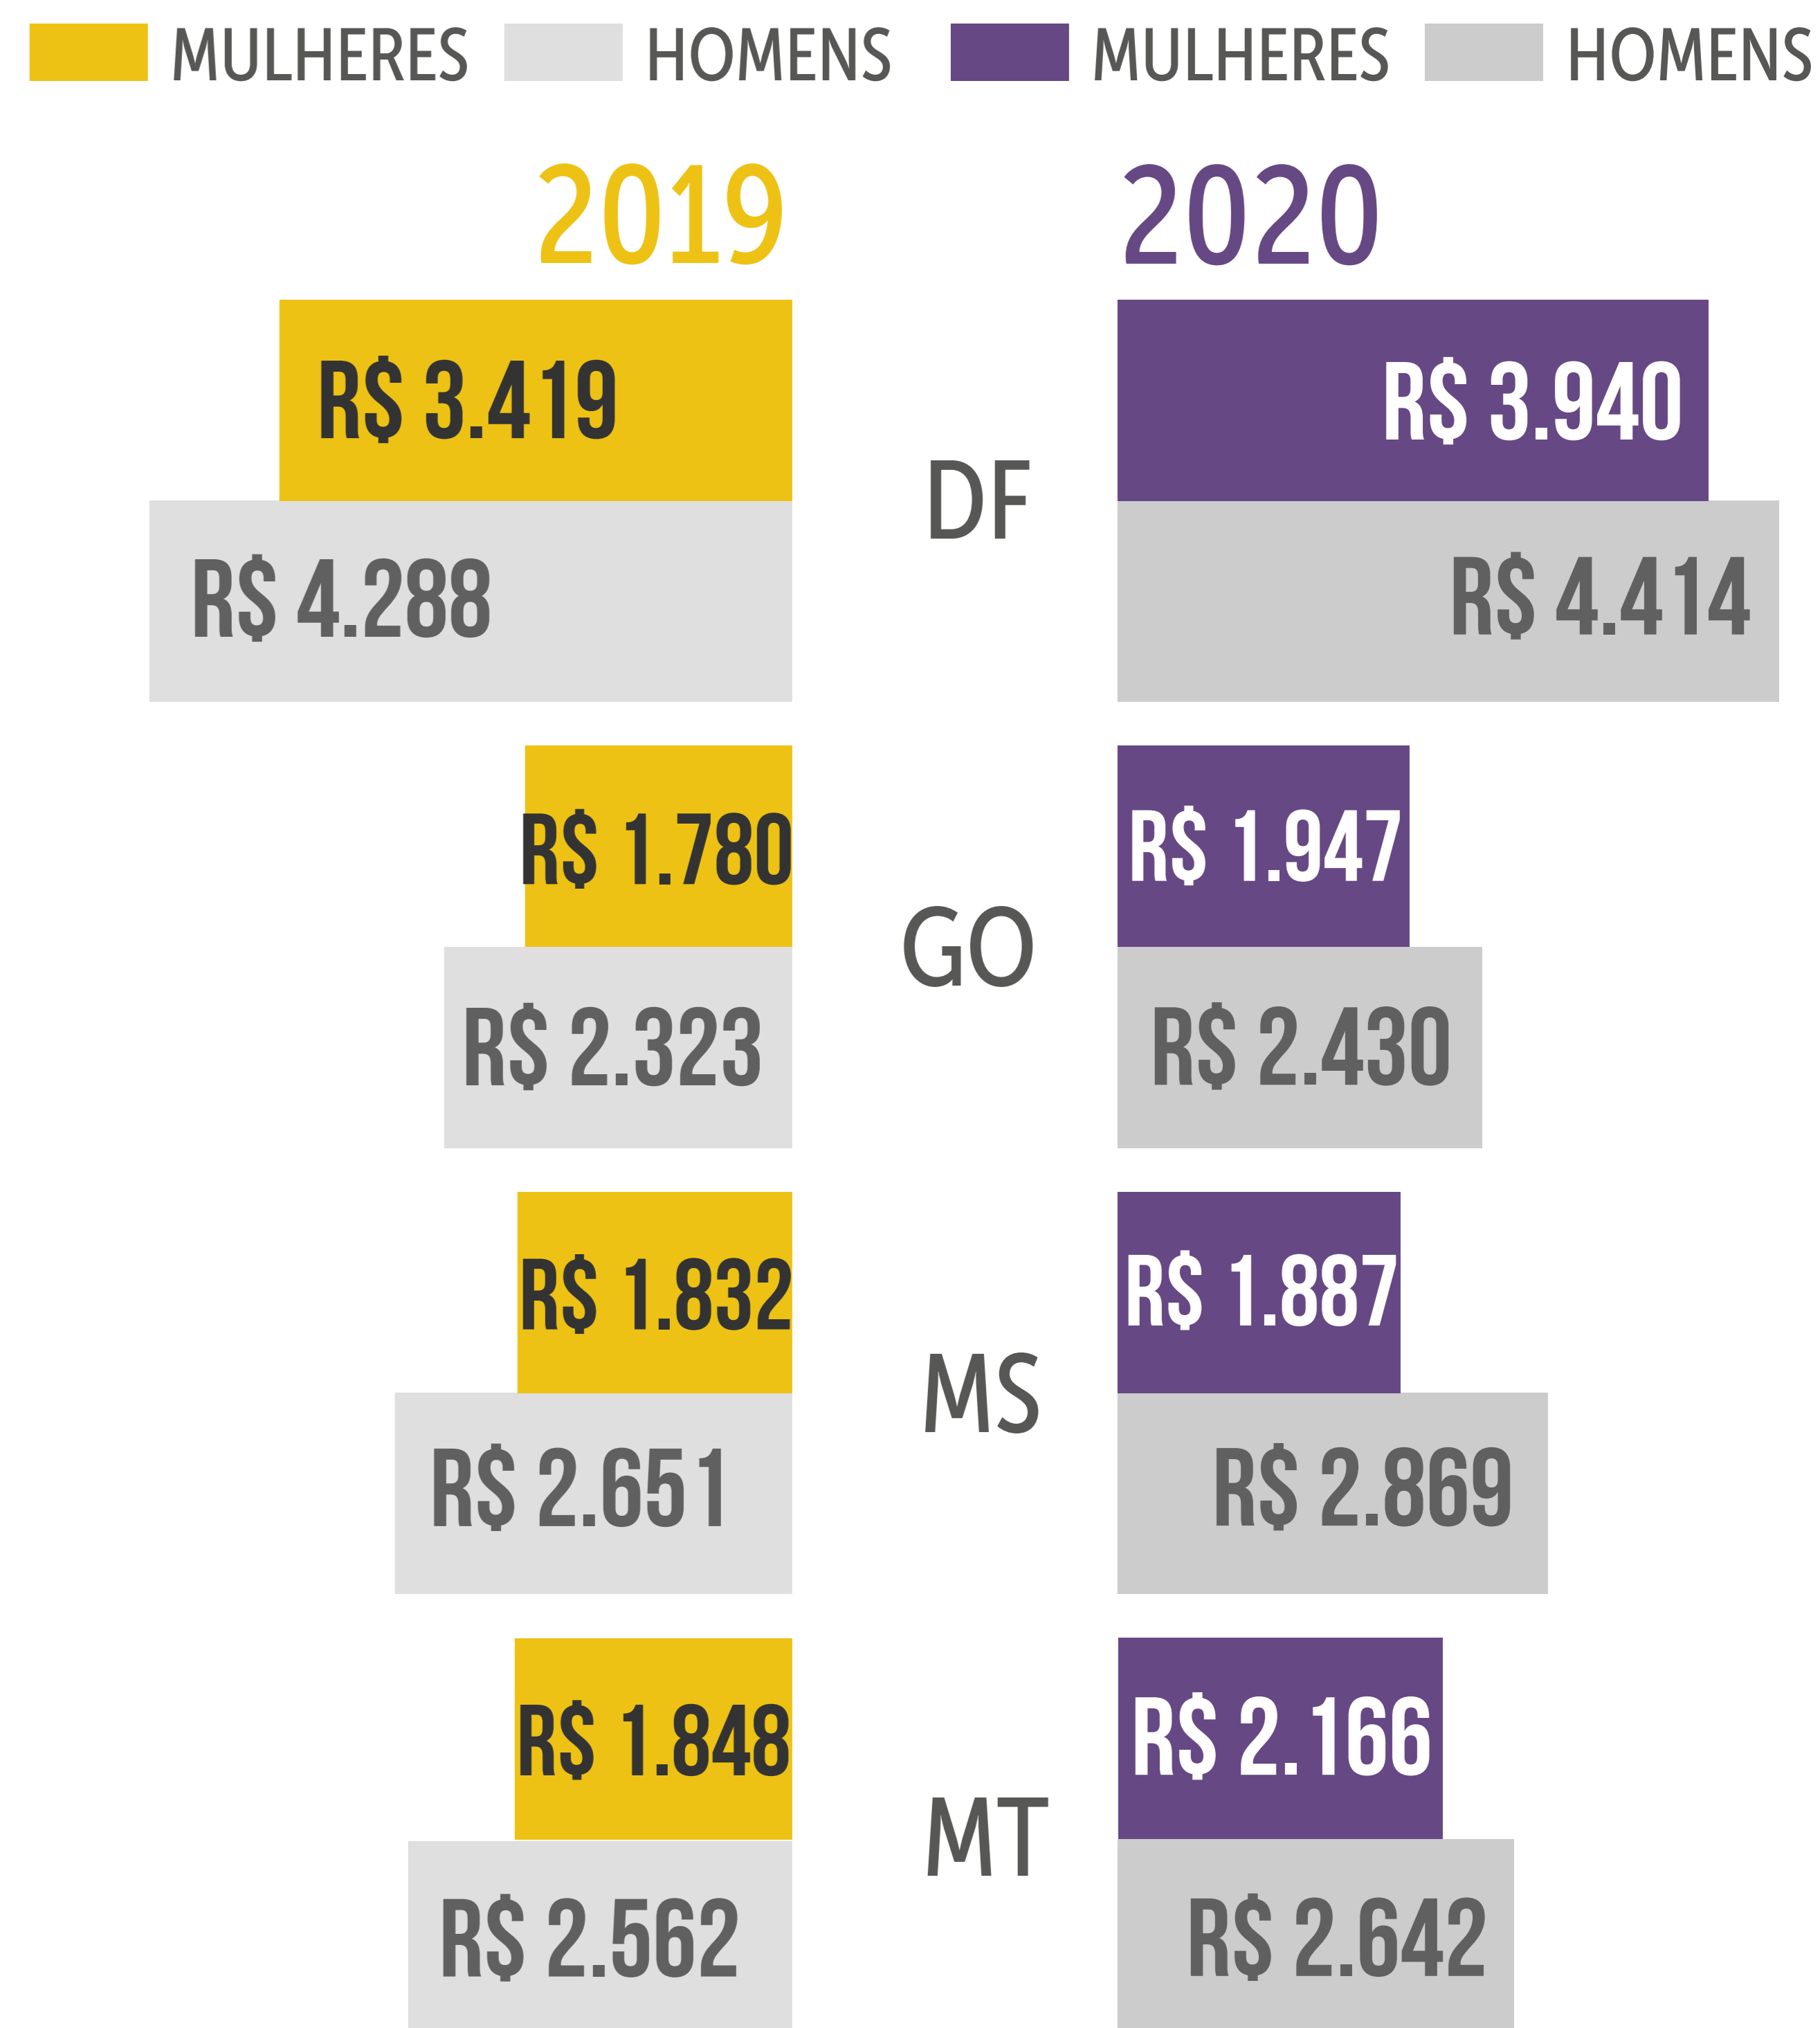 MULHERES HOMENS MULHERES HOMENS
2019 2020
R$ 3.419 R$ 3.940
DF
R$ 4.288 R$ 4.414
R$ 1.780 R$ 1.947
GO
R$ 2.323 R$ 2.430
R$ 1.832 R$ 1.887
MS
R$ 2.651 R$ 2.869
R$ 1.848 R$ 2.166
MT
R$ 2.562 R$ 2.642